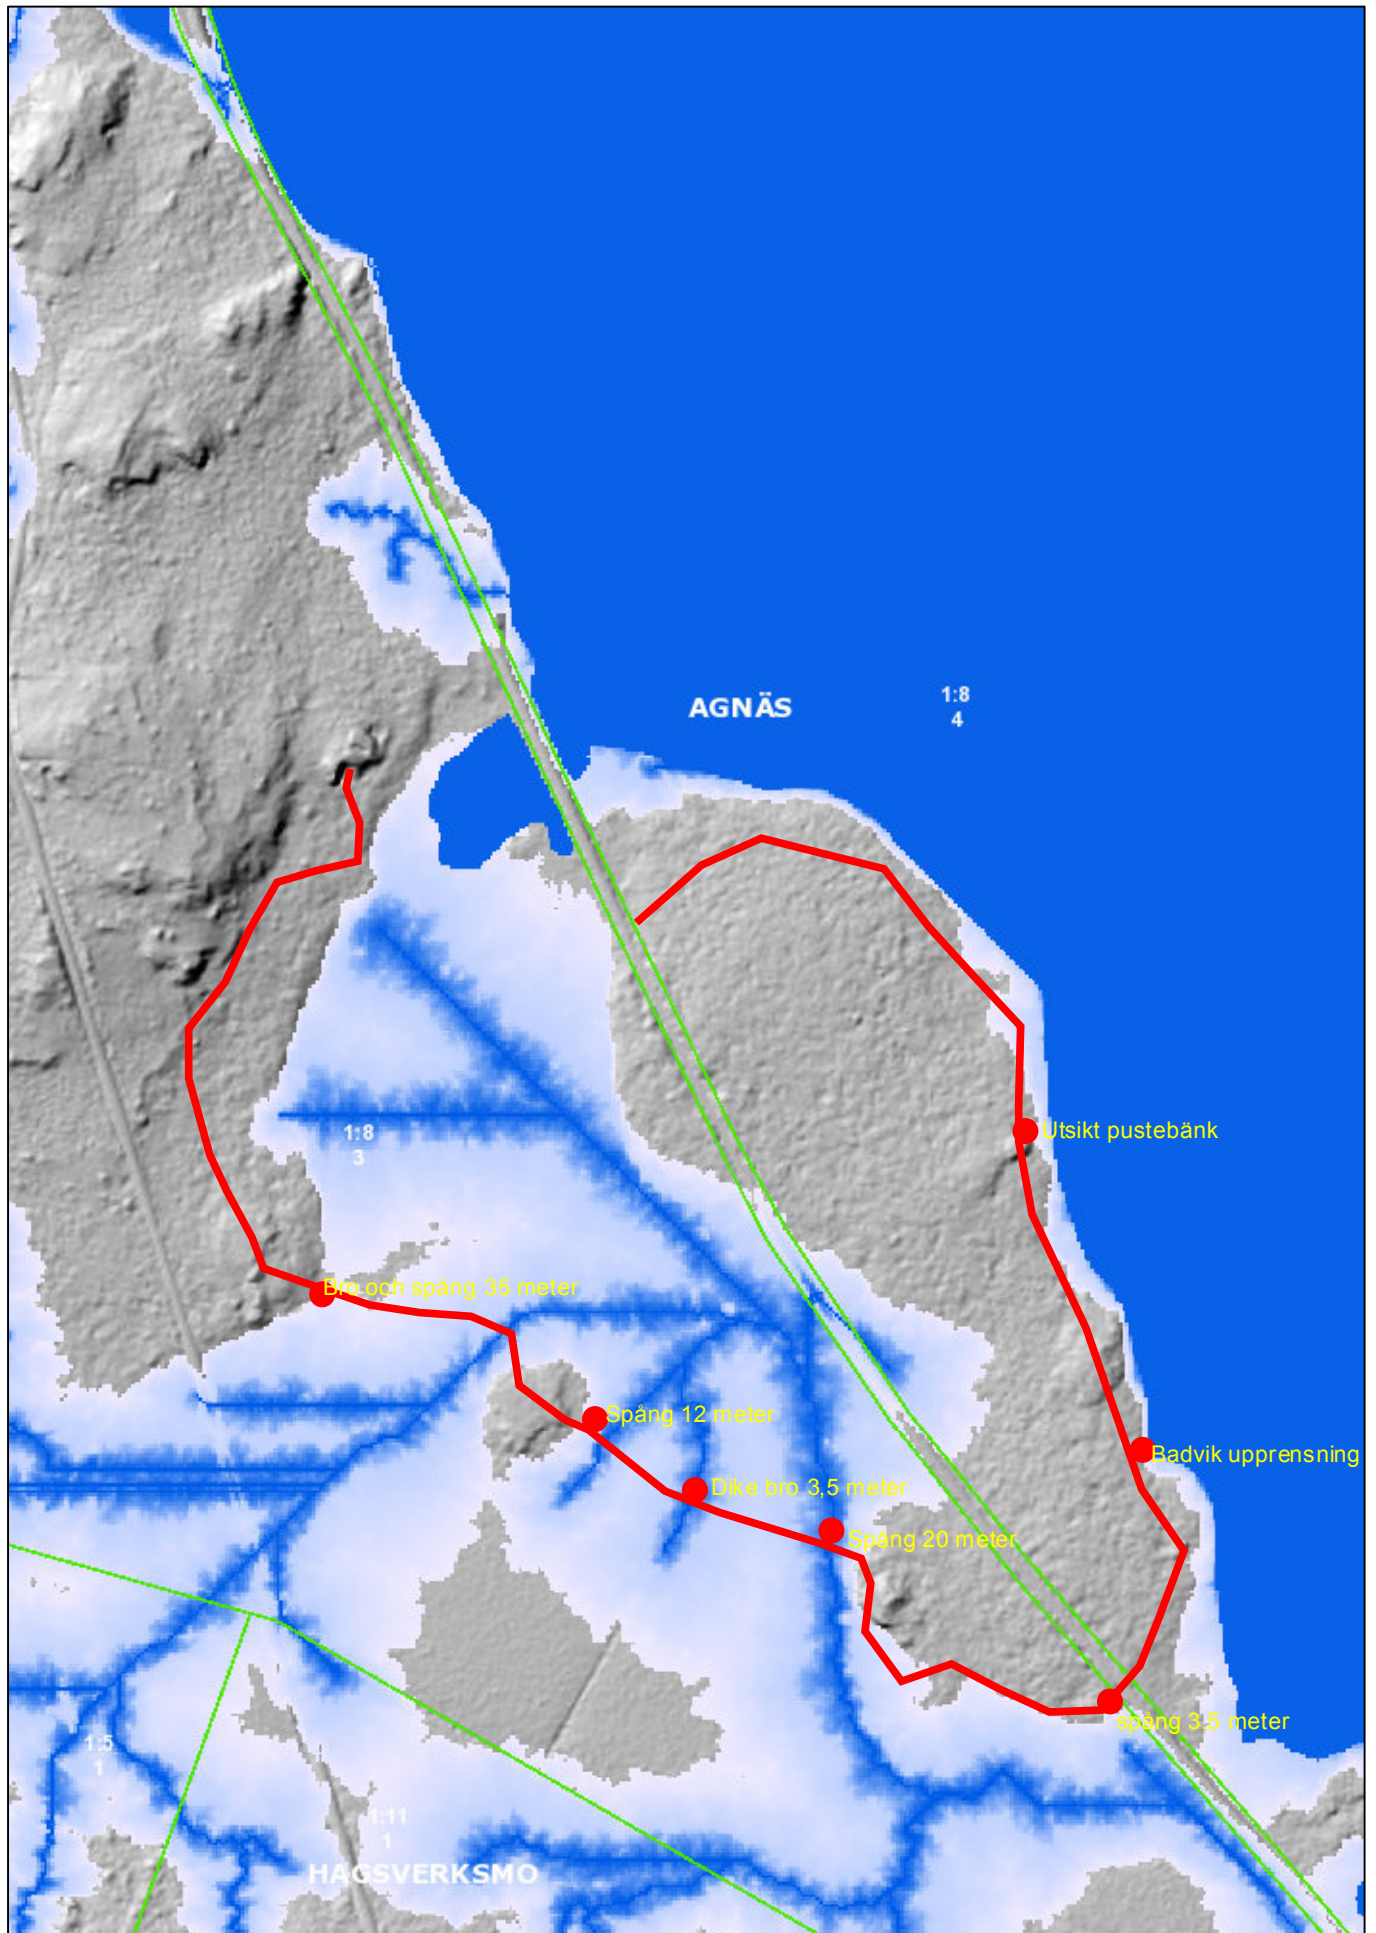 AGNÄS
1:8
4
Utsikt pustebänk
1:8
3
Bro och spång 35 meter
Spång 12 meter
Badvik upprensning
Dike bro 3,5 meter
Spång 20 meter
spång 3,5 meter
1:5
1
1:11
1
HAGSVERKSMO